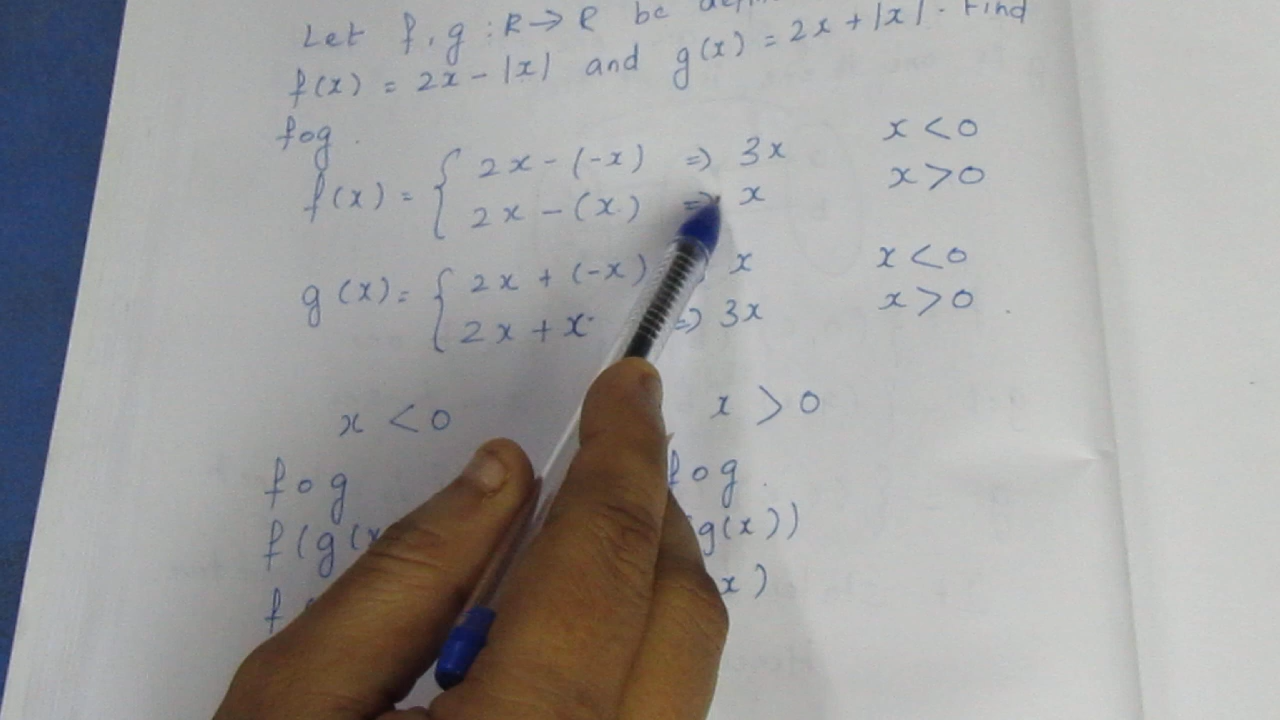 Let f, g : R → R be
f(x) = 2x - |x| and g(x) = 2x + |x|. Find
fog.
f(x) = { 2x - (-x) ⇒ 3x x < 0
2x - (x) ⇒ x x > 0
g(x) = { 2x + (-x) x x < 0
2x + x ⇒ 3x x > 0.
x < 0 x > 0
fog fog.
f(g(x g(x))
f x)